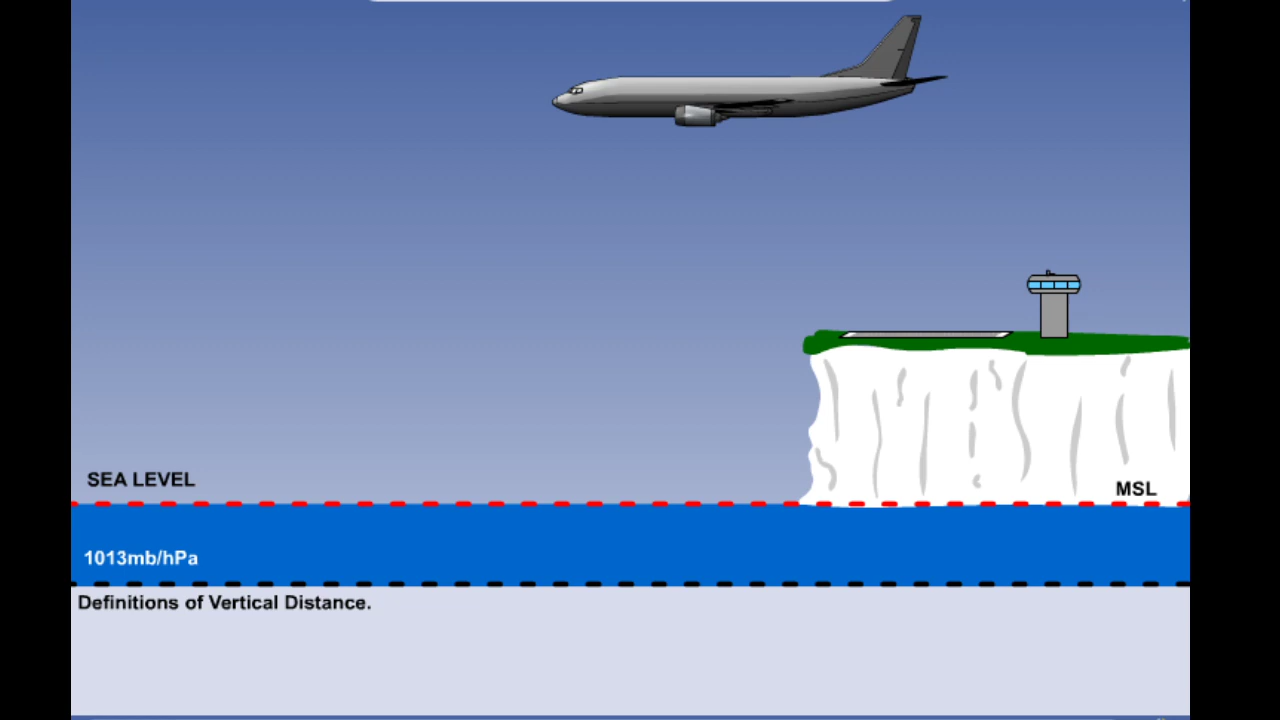 SEA LEVEL
MSL
1013mb/hPa
Definitions of Vertical Distance.